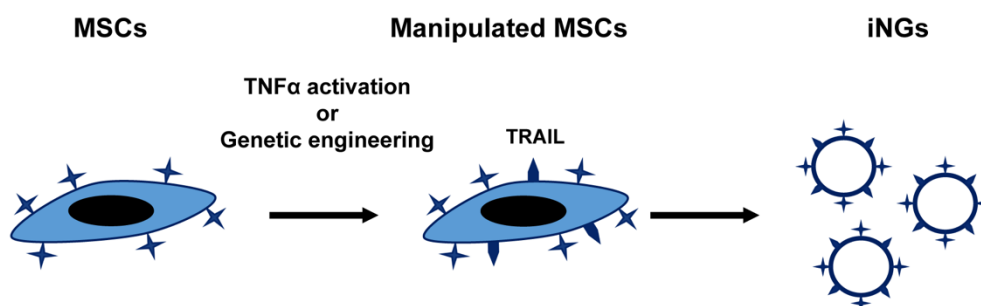 MSCs
Manipulated MSCs
iNGs
TNFα activation
or
Genetic engineering
TRAIL